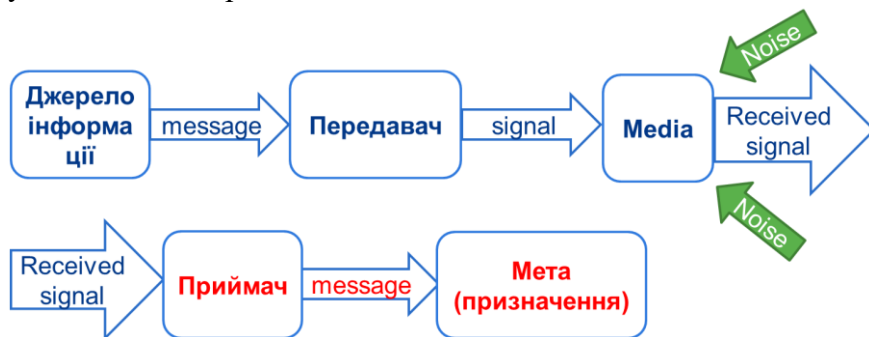 Noise
Джерело
інформа
ції
message
Передавач
signal
Media
Received
signal
Noise
Received
signal
Приймач
message
Мета
(призначення)